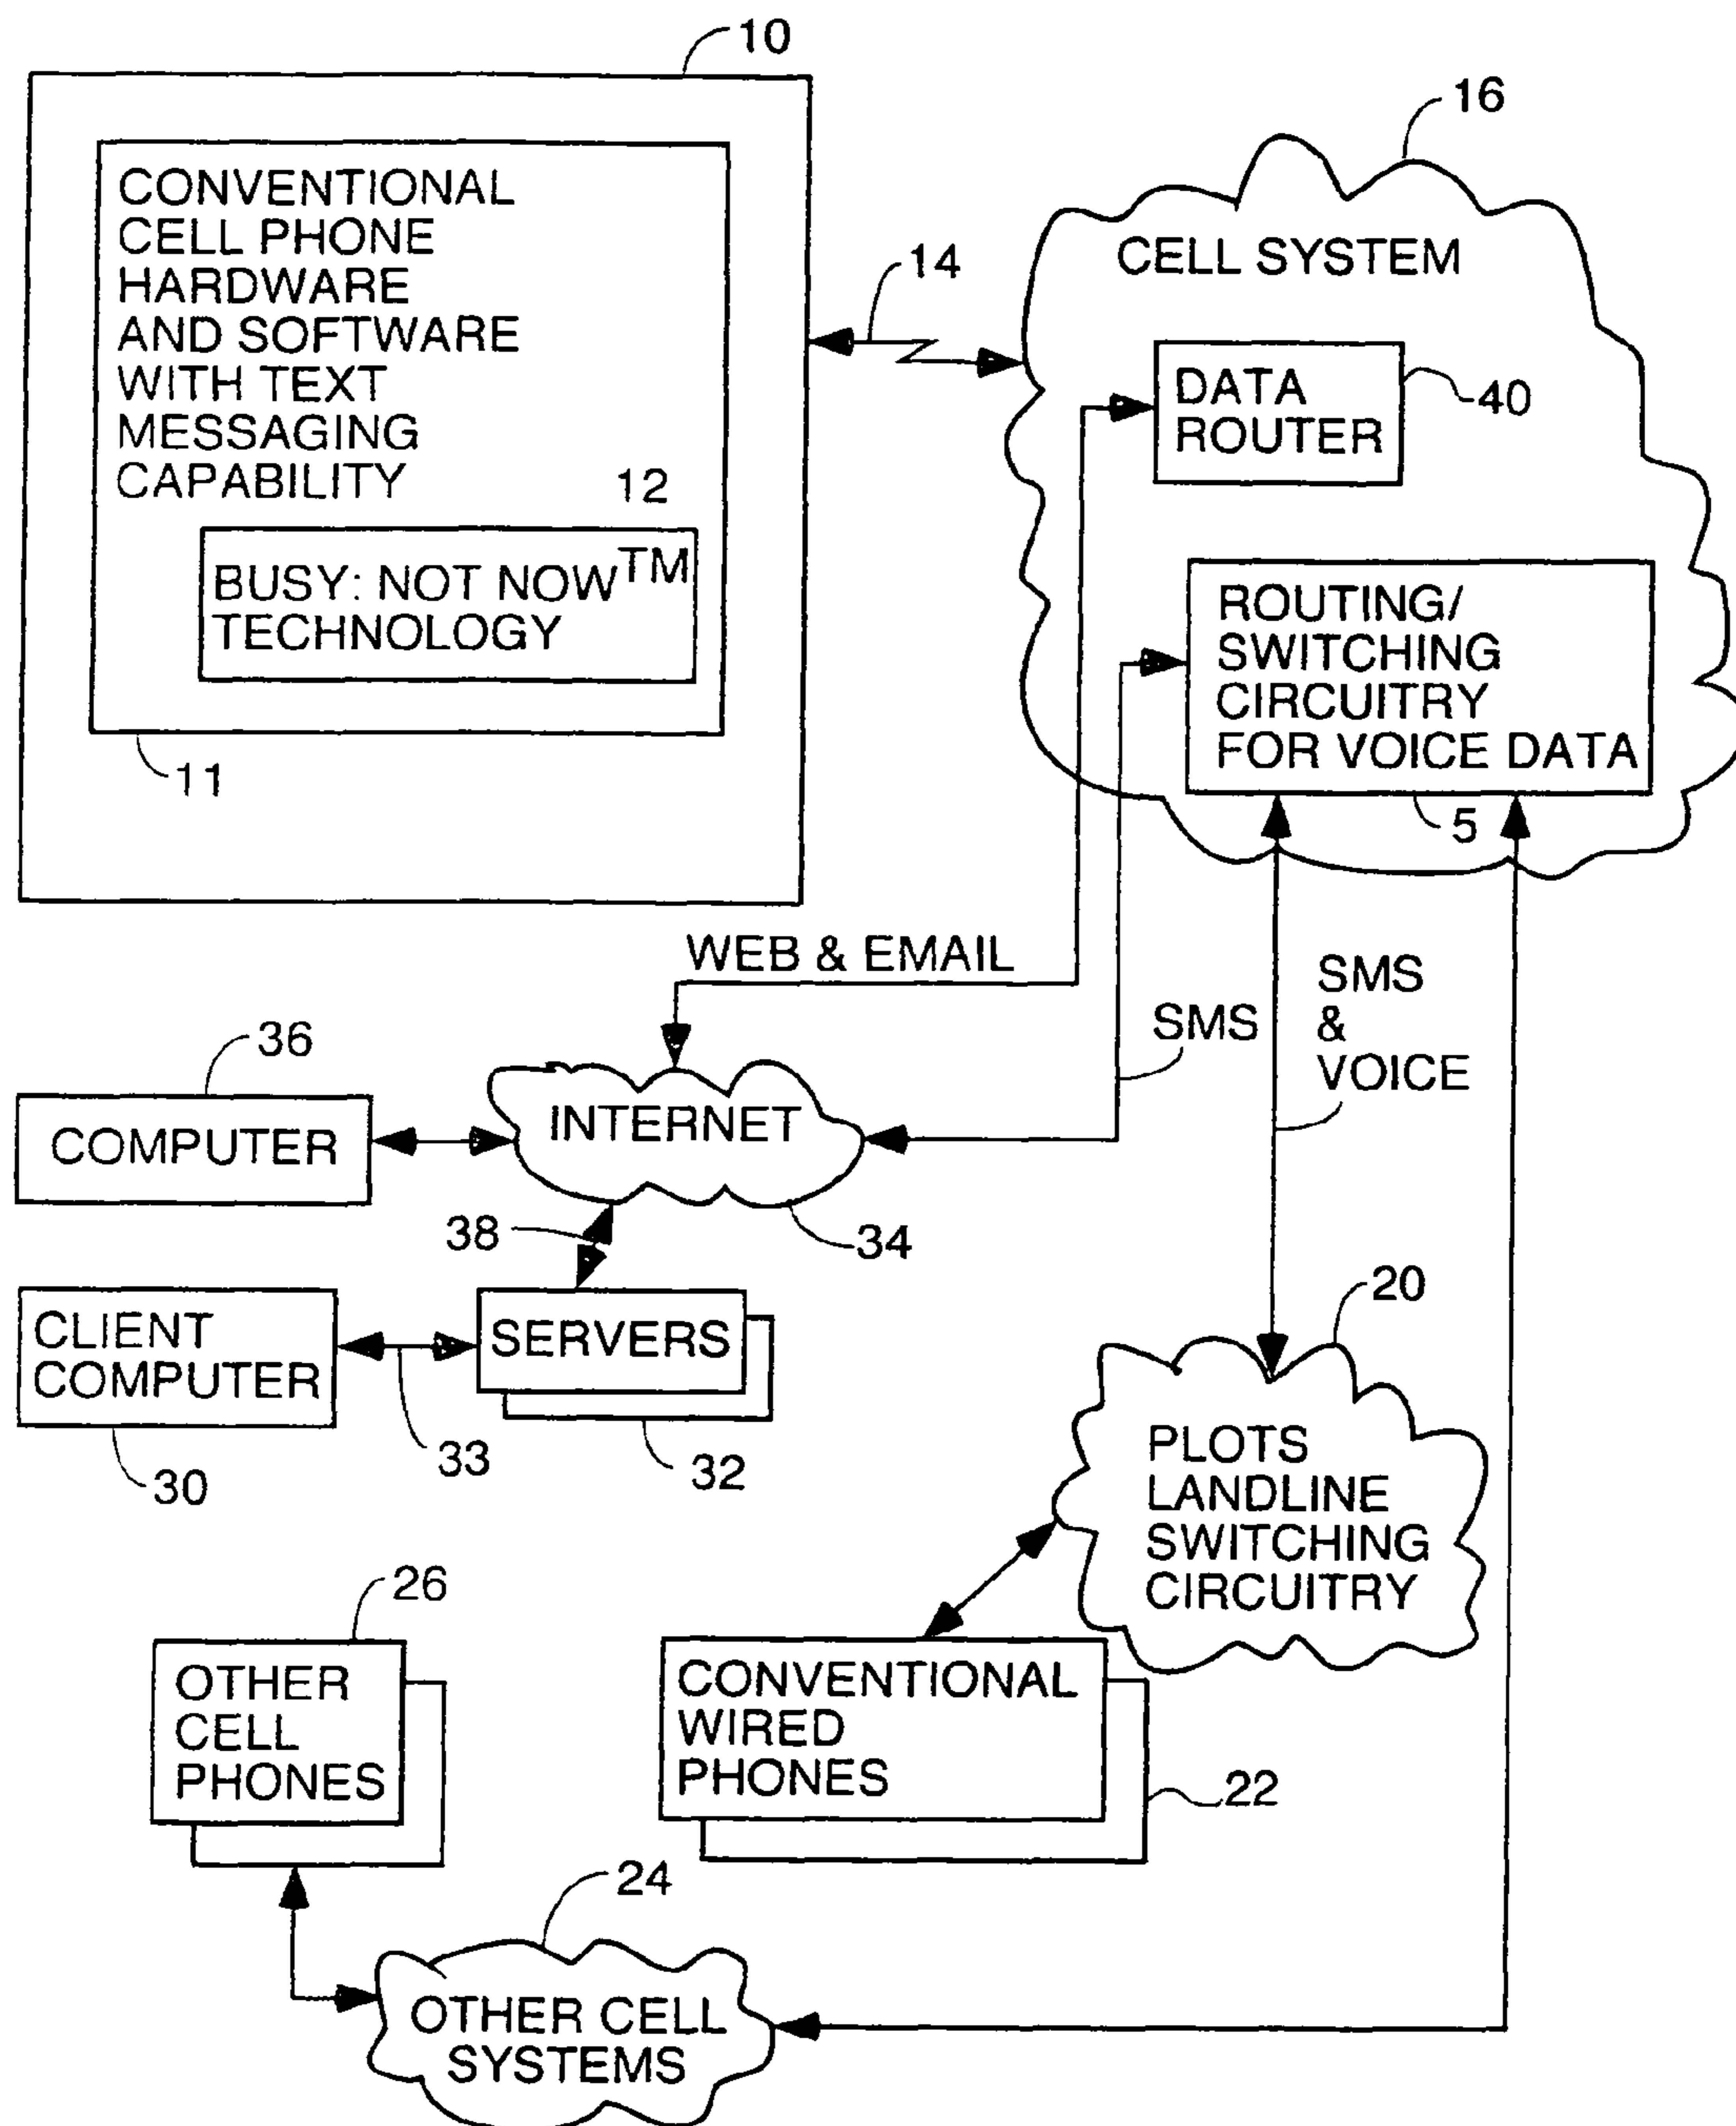 10
16
CONVENTIONAL
CELL PHONE
HARDWARE
AND SOFTWARE
WITH TEXT
MESSAGING
CAPABILITY
12
BUSY: NOT NOW™
TECHNOLOGY
11
14
CELL SYSTEM
DATA
ROUTER
40
ROUTING/
SWITCHING
CIRCUITRY
FOR VOICE DATA
5
WEB & EMAIL
SMS
SMS
&
VOICE
36
COMPUTER
INTERNET
38
34
CLIENT
COMPUTER
SERVERS
30
33
32
20
PLOTS
LANDLINE
SWITCHING
CIRCUITRY
26
OTHER
CELL
PHONES
CONVENTIONAL
WIRED
PHONES
22
24
OTHER CELL
SYSTEMS